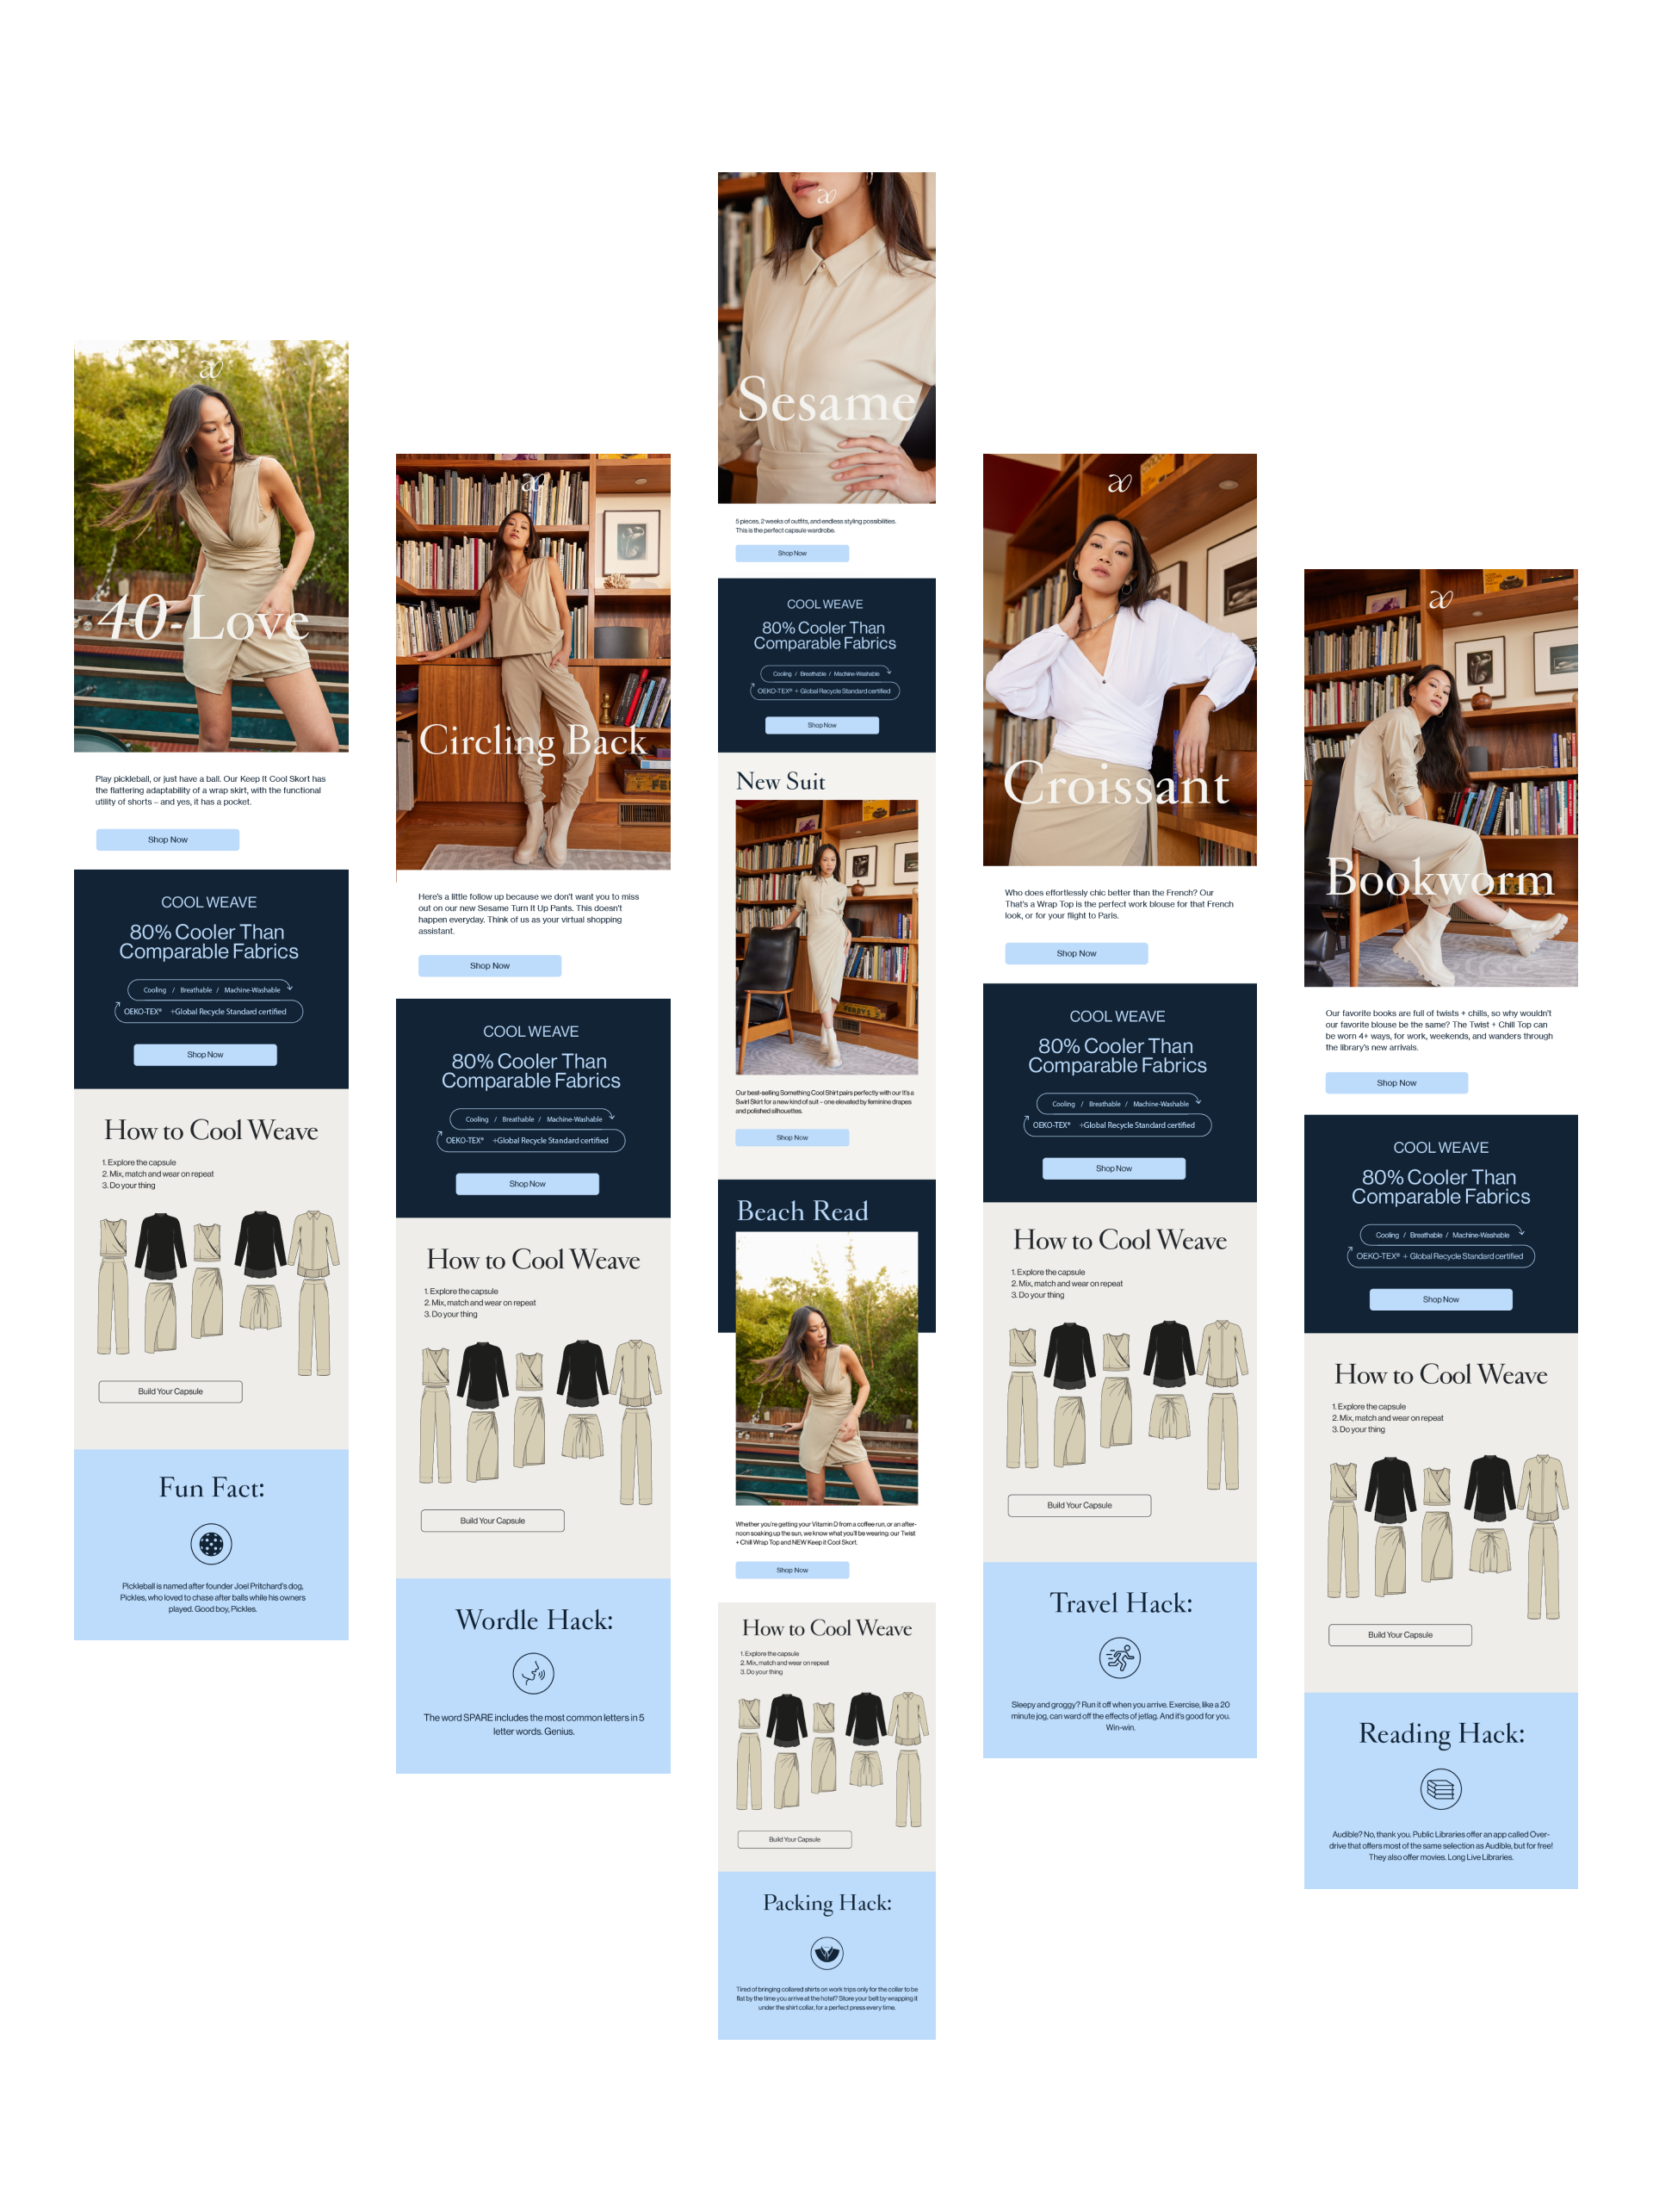 40-Love
Play pickleball, or just have a ball. Our Keep It Cool Skort has
the flattering adaptability of a wrap skirt, with the functional
utility of shorts – and yes, it has a pocket.
Shop Now
COOL WEAVE
80% Cooler Than
Comparable Fabrics
Cooling / Breathable / Machine-Washable
OEKO-TEX® +Global Recycle Standard certified
Shop Now
How to Cool Weave
1. Explore the capsule
2. Mix, match and wear on repeat
3. Do your thing
Build Your Capsule
Fun Fact:
Pickleball is named after founder Joel Pritchard's dog,
Pickles, who loved to chase after balls while his owners
played. Good boy, Pickles.
Circling Back
Here's a little follow up because we don't want you to miss
out on our new Sesame Turn It Up Pants. This doesn't
happen everyday. Think of us as your virtual shopping
assistant.
Shop Now
COOL WEAVE
80% Cooler Than
Comparable Fabrics
Cooling / Breathable / Machine-Washable
OEKO-TEX® +Global Recycle Standard certified
Shop Now
How to Cool Weave
1. Explore the capsule
2. Mix, match and wear on repeat
3. Do your thing
Build Your Capsule
Wordle Hack:
The word SPARE includes the most common letters in 5
letter words. Genius.
Sesame
5 pieces, 2 weeks of outfits, and endless styling possibilities.
This is the perfect capsule wardrobe.
Shop Now
COOL WEAVE
80% Cooler Than
Comparable Fabrics
Cooling / Breathable / Machine-Washable
OEKO-TEX® + Global Recycle Standard certified
Shop Now
New Suit
Our best-selling Something Cool Shirt pairs perfectly with our It's a
Swirl Skirt for a new kind of suit – one elevated by feminine drapes
and polished silhouettes.
Shop Now
Beach Read
Whether you're getting your Vitamin D from a coffee run, or an after-
noon soaking up the sun, we know what you'll be wearing: our Twist
+ Chill Wrap Top and NEW Keep it Cool Skort.
Shop Now
How to Cool Weave
1. Explore the capsule
2. Mix, match and wear on repeat
3. Do your thing
Build Your Capsule
Packing Hack:
Tired of bringing collared shirts on work trips only for the collar to be
flat by the time you arrive at the hotel? Store your belt by wrapping it
under the shirt collar, for a perfect press every time.
Croissant
Who does effortlessly chic better than the French? Our
That's a Wrap Top is the perfect work blouse for that French
look, or for your flight to Paris.
Shop Now
COOL WEAVE
80% Cooler Than
Comparable Fabrics
Cooling / Breathable / Machine-Washable
OEKO-TEX® +Global Recycle Standard certified
Shop Now
How to Cool Weave
1. Explore the capsule
2. Mix, match and wear on repeat
3. Do your thing
Build Your Capsule
Travel Hack:
Sleepy and groggy? Run it off when you arrive. Exercise, like a 20
minute jog, can ward off the effects of jetlag. And it's good for you.
Win-win.
Bookworm
Our favorite books are full of twists + chills, so why wouldn't
our favorite blouse be the same? The Twist + Chill Top can
be worn 4+ ways, for work, weekends, and wanders through
the library's new arrivals.
Shop Now
COOL WEAVE
80% Cooler Than
Comparable Fabrics
Cooling / Breathable / Machine-Washable
OEKO-TEX® + Global Recycle Standard certified
Shop Now
How to Cool Weave
1. Explore the capsule
2. Mix, match and wear on repeat
3. Do your thing
Build Your Capsule
Reading Hack:
Audible? No, thank you. Public Libraries offer an app called Over-
drive that offers most of the same selection as Audible, but for free!
They also offer movies. Long Live Libraries.